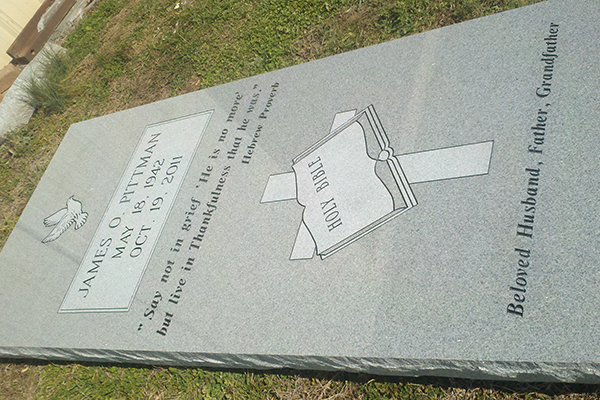 JAMES O. PITTMAN
MAY 18, 1942
OCT 19, 2011
"Say not in grief 'He is no more'
but live in Thankfulness that he was,"
Hebrew Proverb
HOLY BIBLE
Beloved Husband, Father, Grandfather